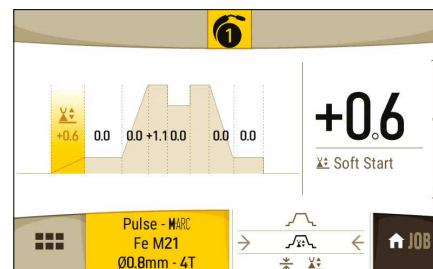 1
+0.6 0.0 0.0 +1.1 0.0 0.0 0.0
+0.6
Soft Start
Pulse - MARC
Fe M21
Ø0.8mm - 4T
JOB